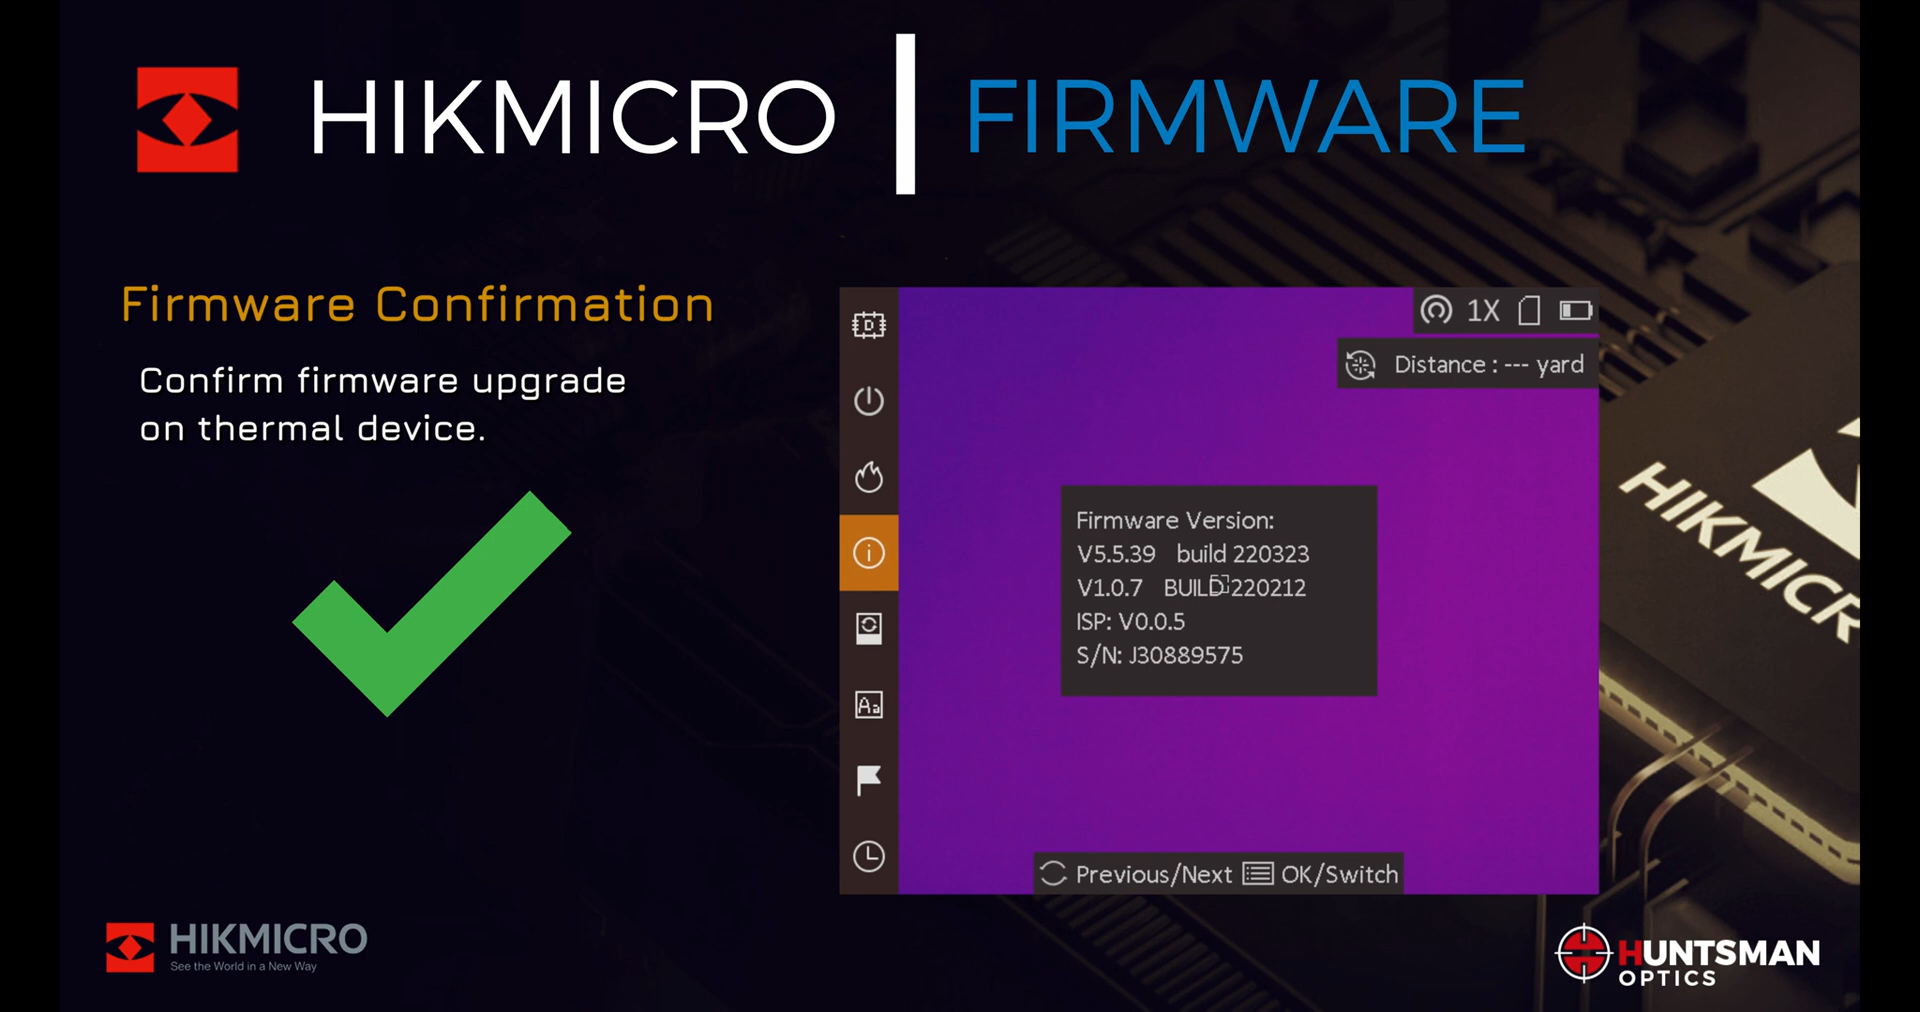 HIKMICRO | FIRMWARE
Firmware Confirmation
Confirm firmware upgrade
on thermal device.
1X
Distance : --- yard
Firmware Version:
V5.5.39 build 220323
V1.0.7 BUILD 220212
ISP: V0.0.5
S/N: J30889575
Aa
Previous/Next OK/Switch
HIKMICR
HIKMICRO
See the World in a New Way
HUNTSMAN
OPTICS